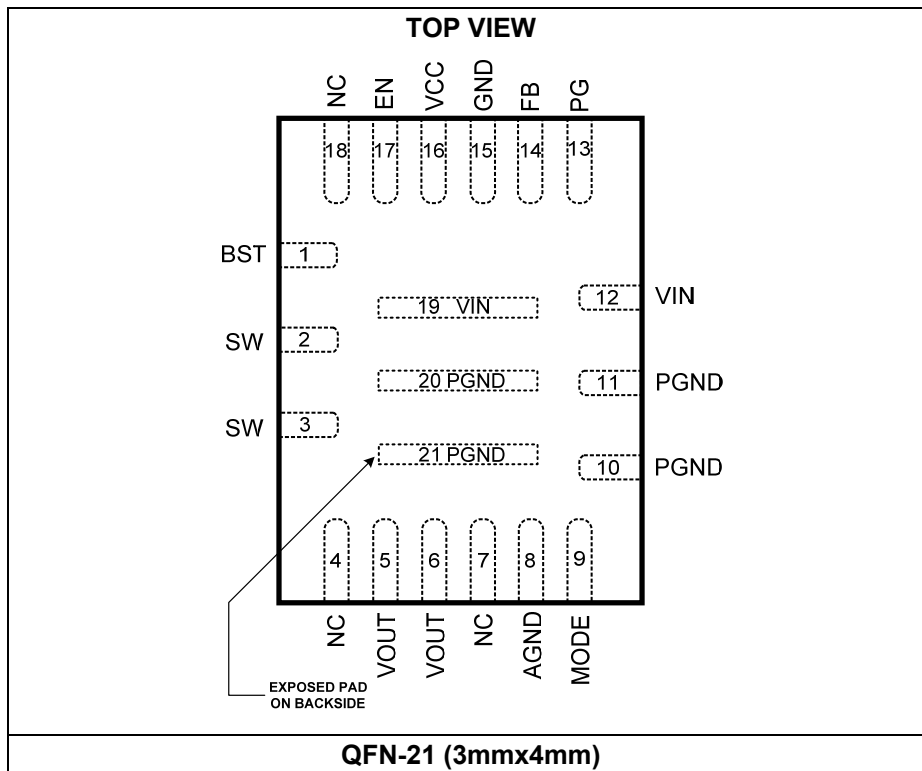 TOP VIEW
NC EN VCC GND FB PG
18 17 16 15 14 13
BST 1
19 VIN
12 VIN
SW 2
20 PGND
11 PGND
SW 3
21 PGND
10 PGND
4 5 6 7 8 9
NC VOUT VOUT NC AGND MODE
EXPOSED PAD
ON BACKSIDE
QFN-21 (3mmx4mm)